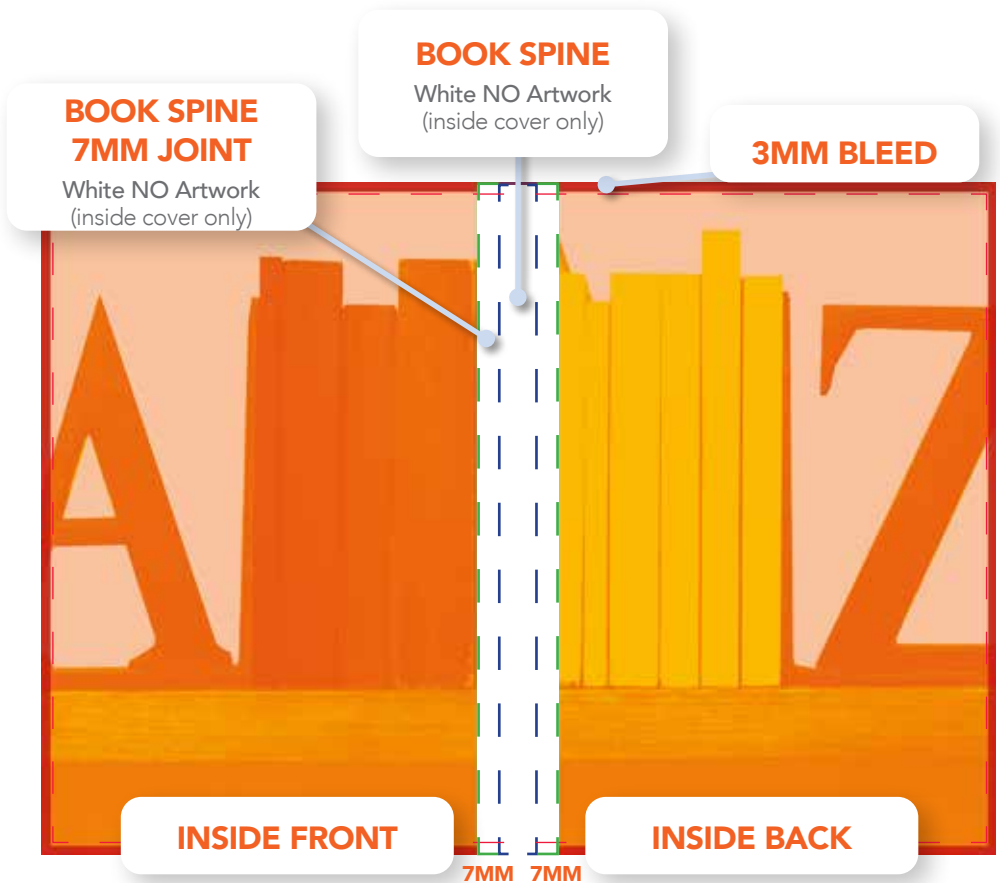 BOOK SPINE
White NO Artwork
(inside cover only)
BOOK SPINE
7MM JOINT
White NO Artwork
(inside cover only)
3MM BLEED
A
Z
INSIDE FRONT
INSIDE BACK
7MM 7MM